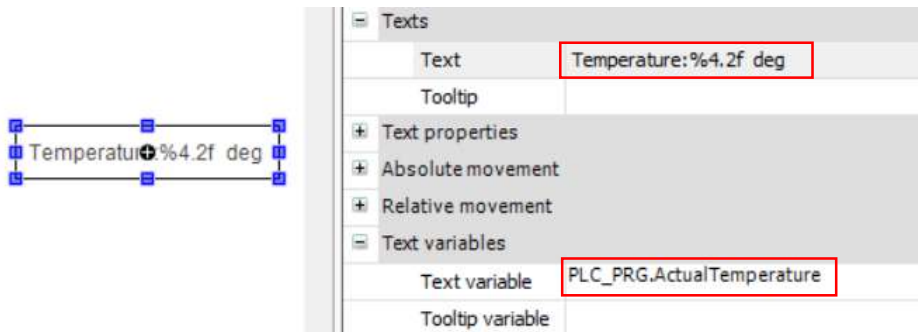 Temperature:%4.2f deg
Texts
Text Temperature:%4.2f deg
Tooltip
Text properties
Absolute movement
Relative movement
Text variables
Text variable PLC_PRG.ActualTemperature
Tooltip variable